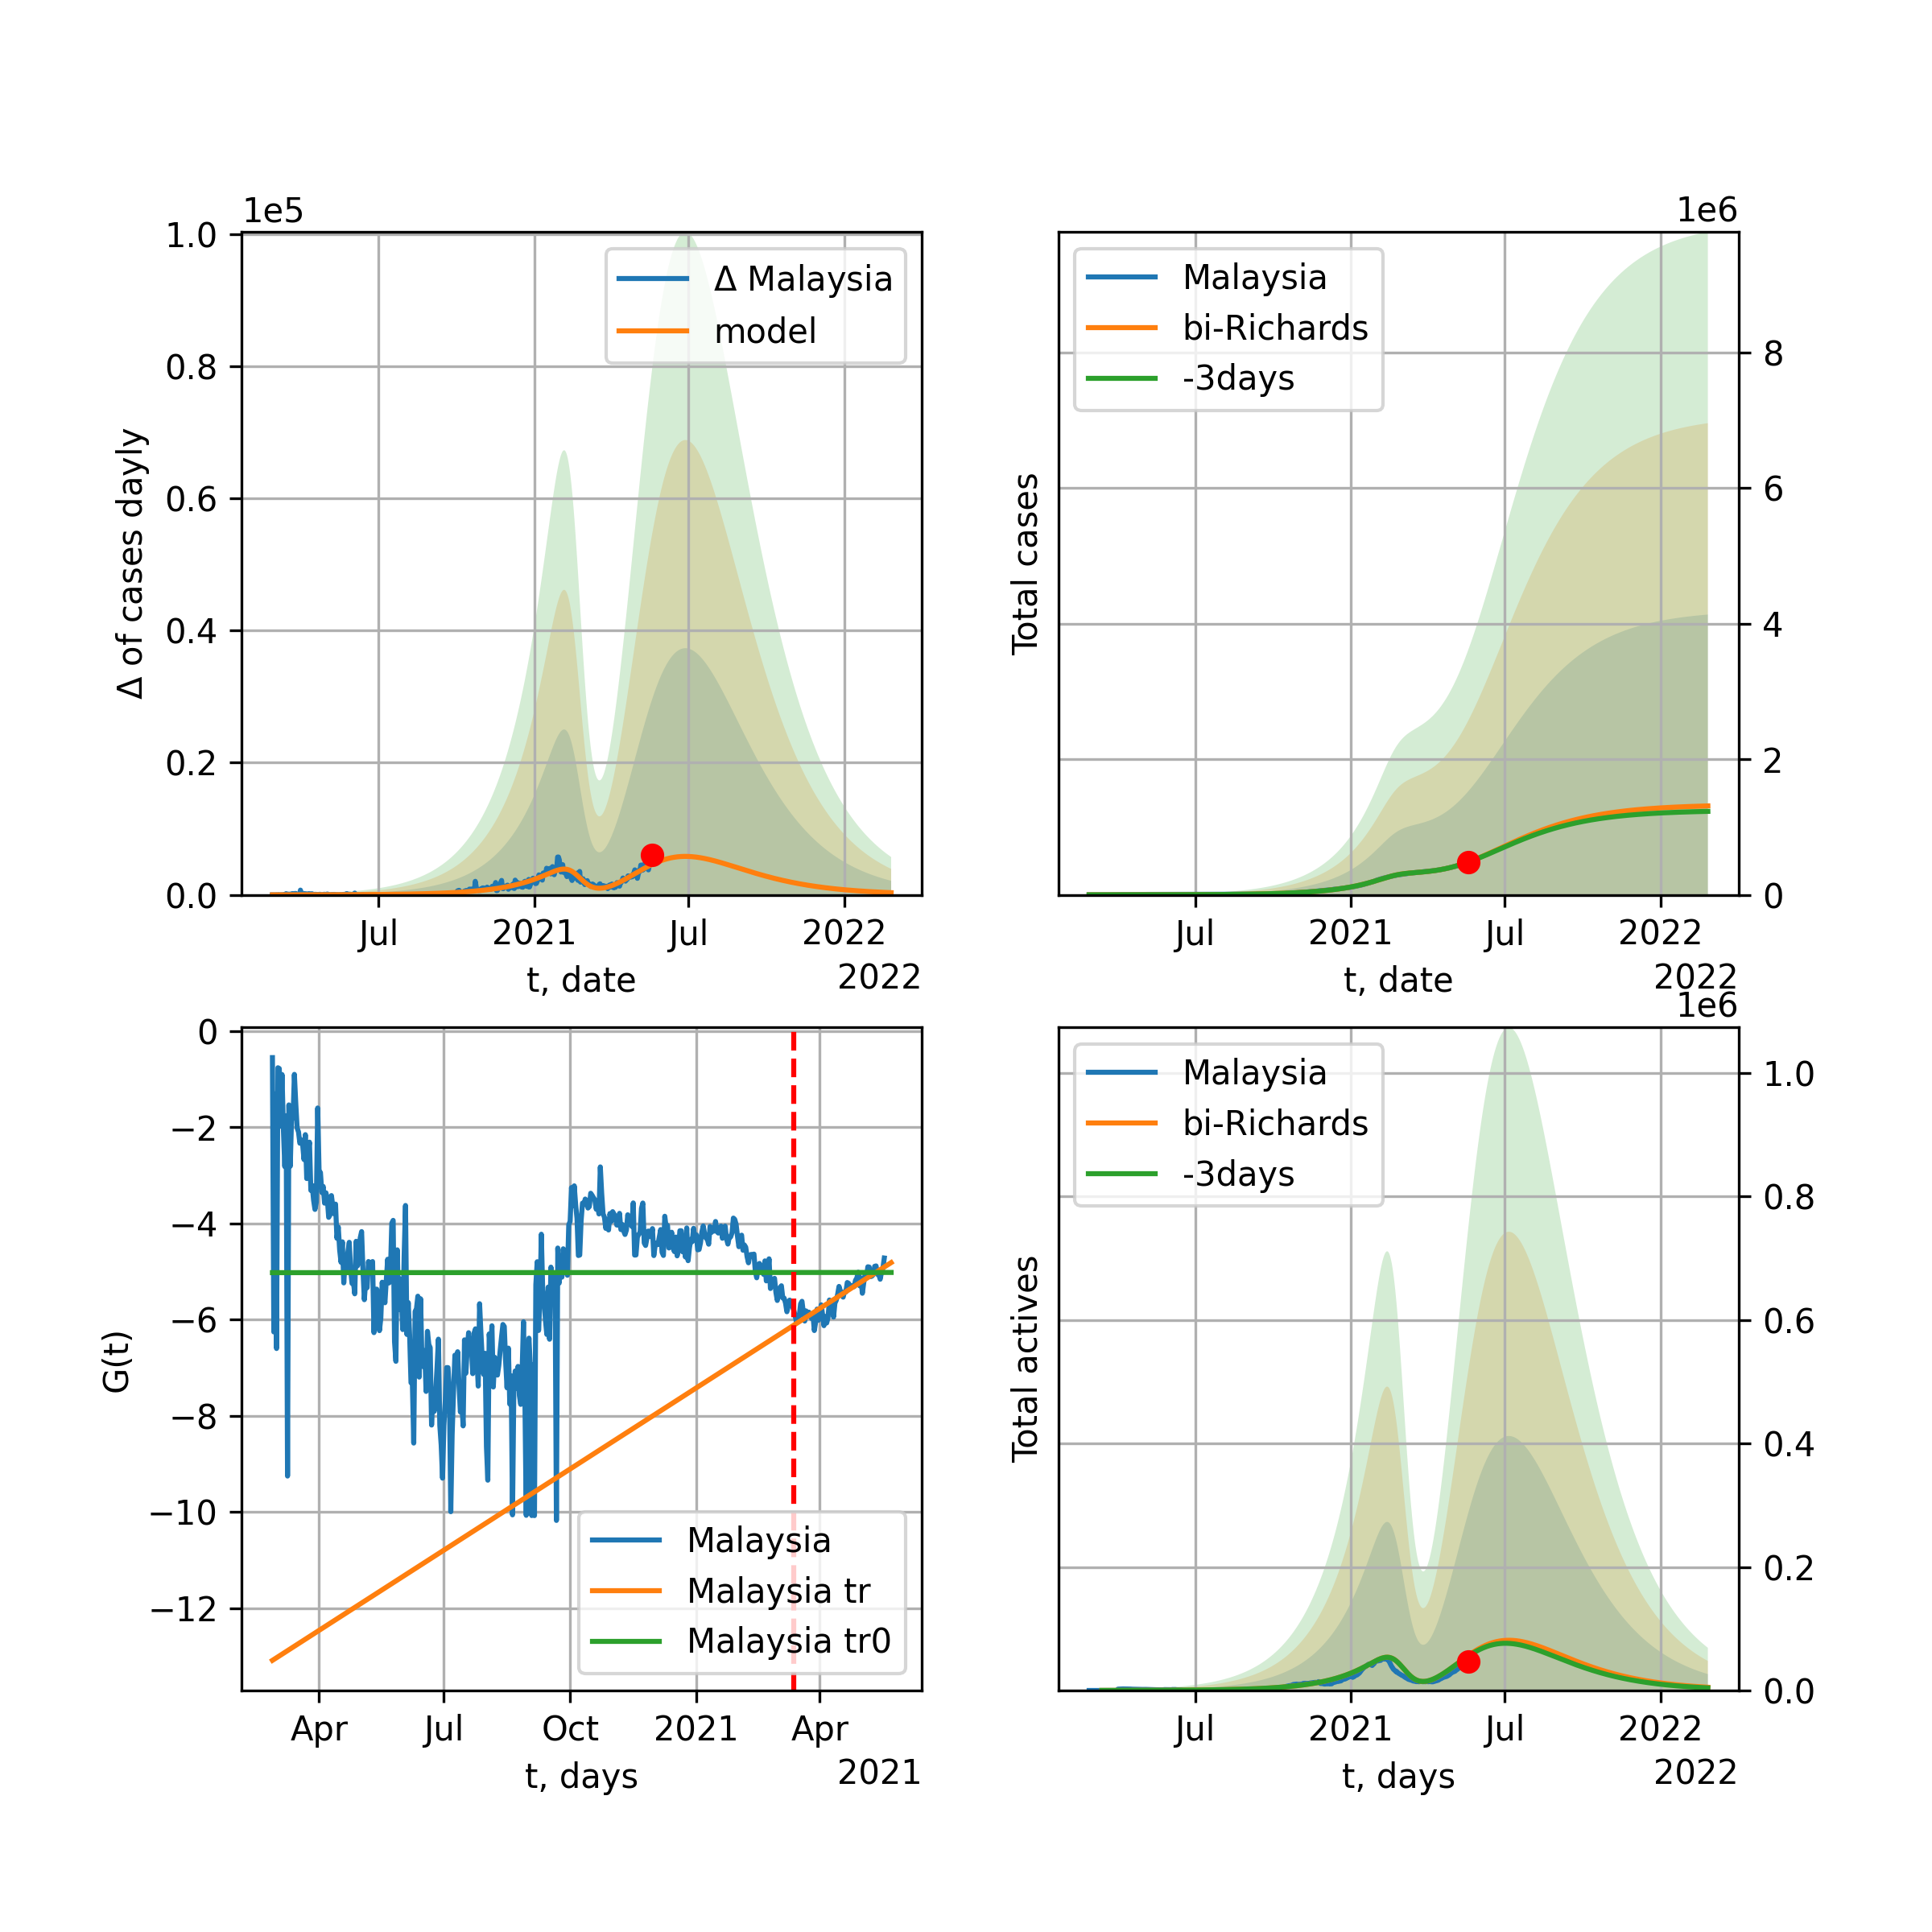 1e5
1.0
0.8
0.6
0.4
0.2
0.0
Δ of cases dayly
Δ Malaysia
model
Jul
2021
Jul
2022
t, date
2022
1e6
Total cases
Malaysia
bi-Richards
-3days
8
6
4
2
0
Jul
2021
Jul
2022
t, date
2022
0
−2
−4
−6
−8
−10
−12
G(t)
Malaysia
Malaysia tr
Malaysia tr0
Apr
Jul
Oct
2021
Apr
t, days
2021
1e6
Total actives
Malaysia
bi-Richards
-3days
1.0
0.8
0.6
0.4
0.2
0.0
Jul
2021
Jul
2022
t, days
2022